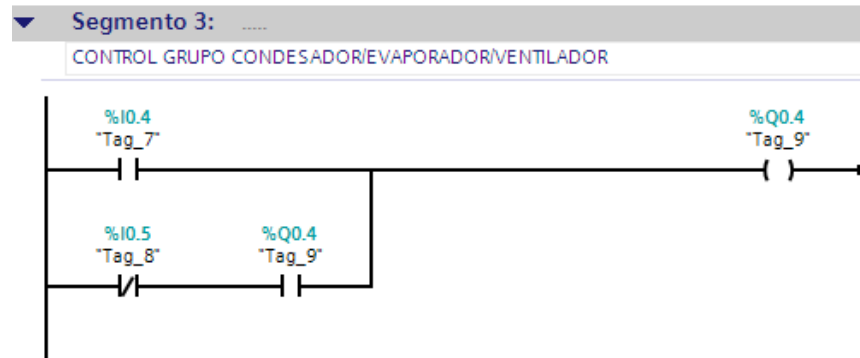 Segmento 3: .....
CONTROL GRUPO CONDESADOR/EVAPORADOR/VENTILADOR
%I0.4 %Q0.4
"Tag_7" "Tag_9"
%I0.5 %Q0.4
"Tag_8" "Tag_9"